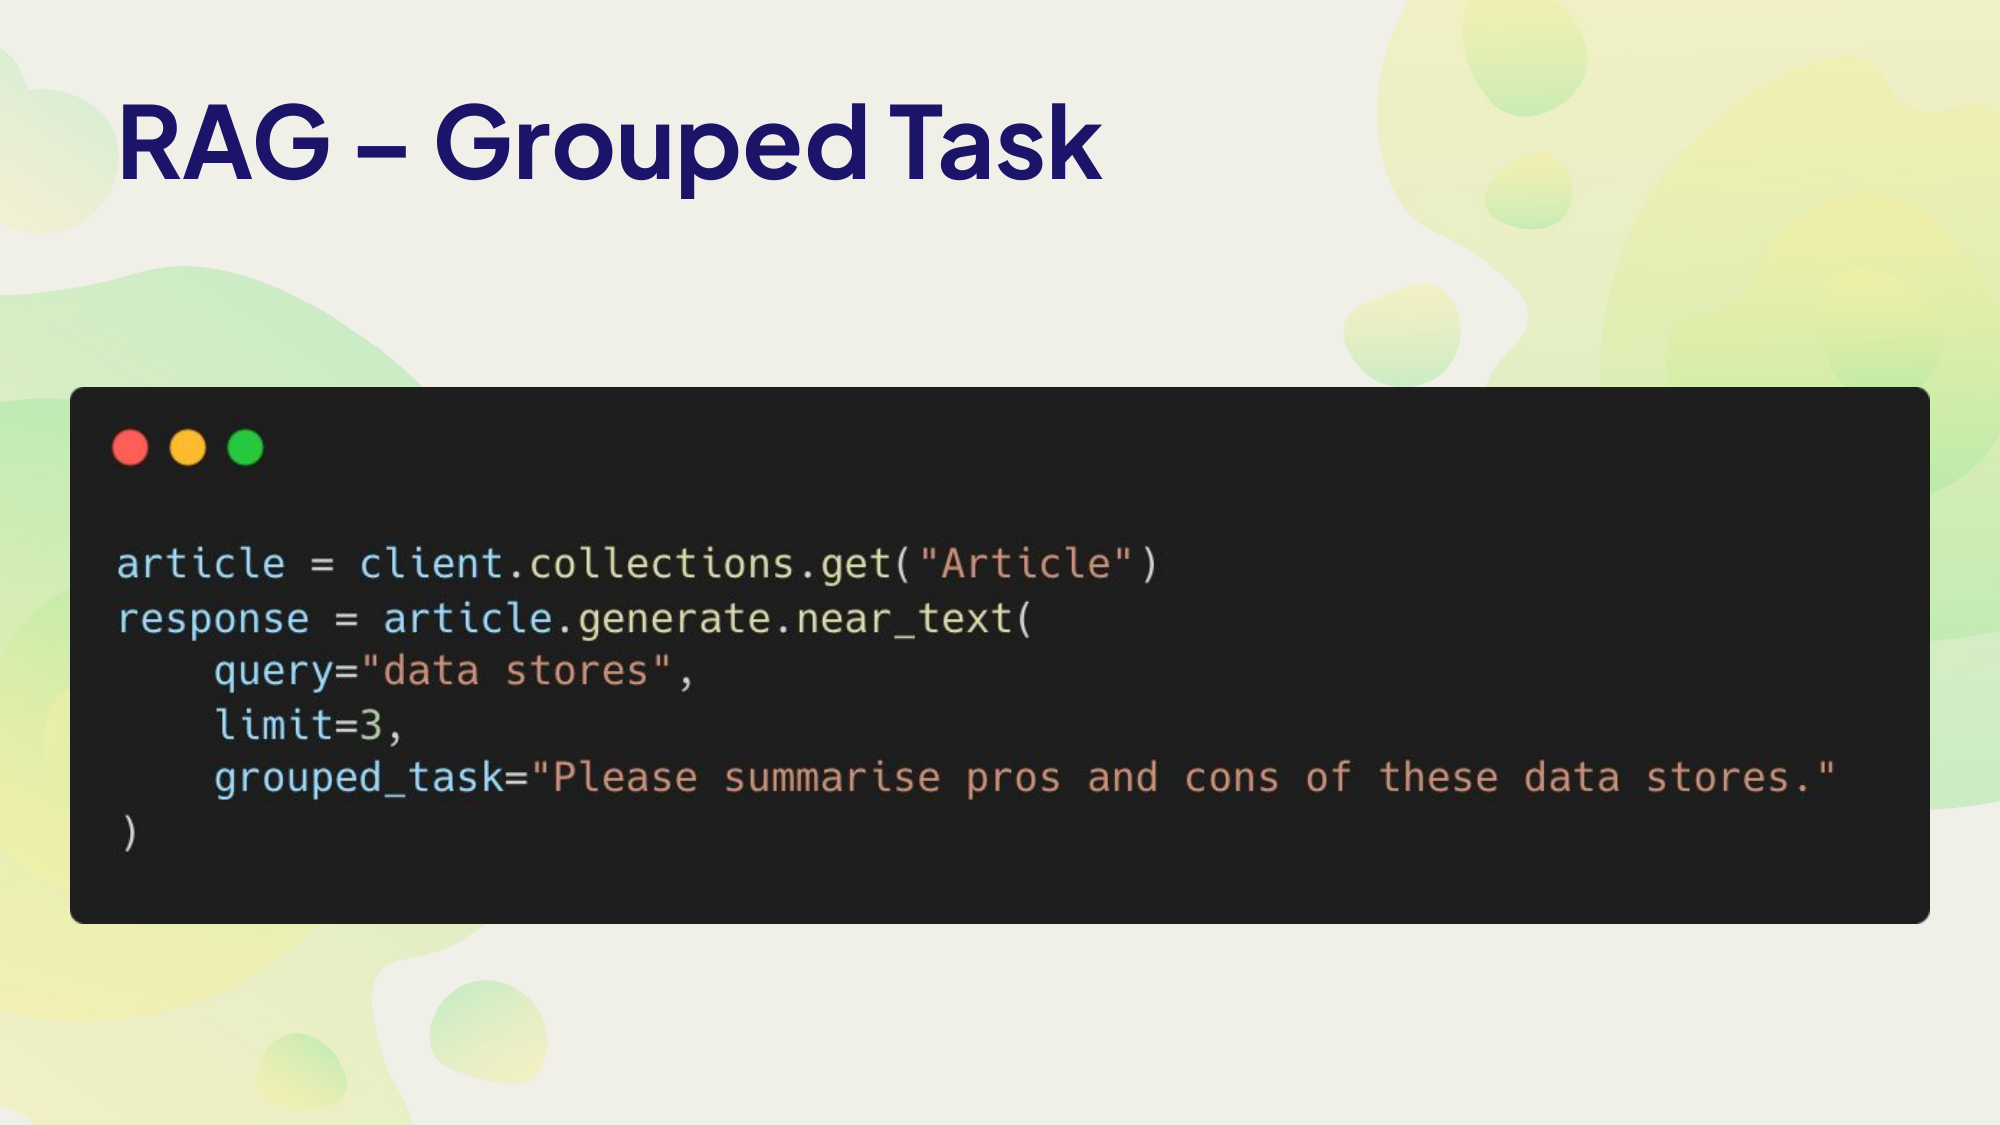 RAG – Grouped Task
article = client.collections.get("Article")
response = article.generate.near_text(
    query="data stores",
    limit=3,
    grouped_task="Please summarise pros and cons of these data stores."
)